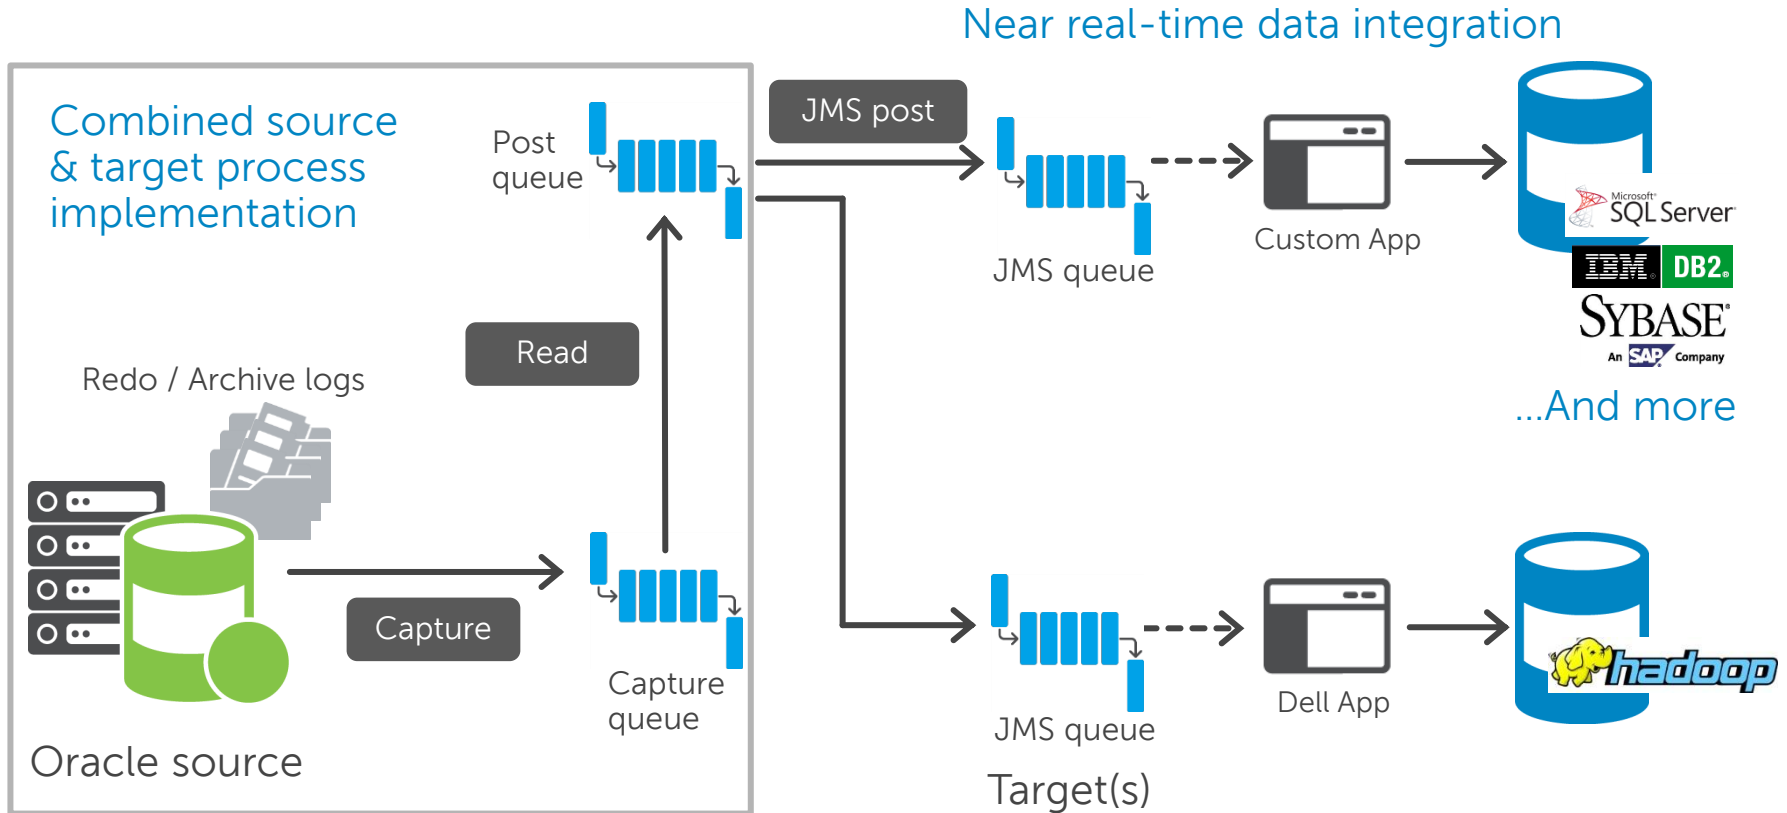 Near real-time data integration
Combined source
& target process
implementation
Post
queue
JMS post
JMS queue
Custom App
Microsoft®
SQL Server
IBM® DB2®
SYBASE®
An SAP Company
...And more
Read
Redo / Archive logs
Capture
Capture
queue
Oracle source
JMS queue
Dell App
hadoop
Target(s)